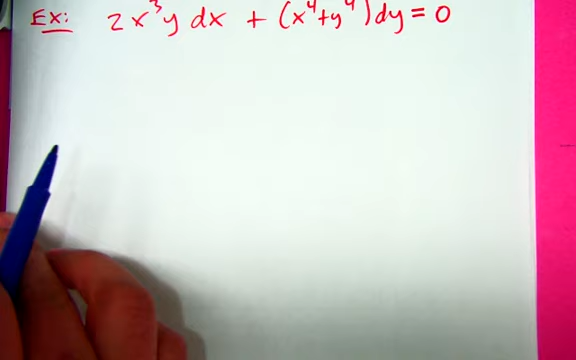 Ex: 2x³y dx + (x⁴+y⁴)dy = 0